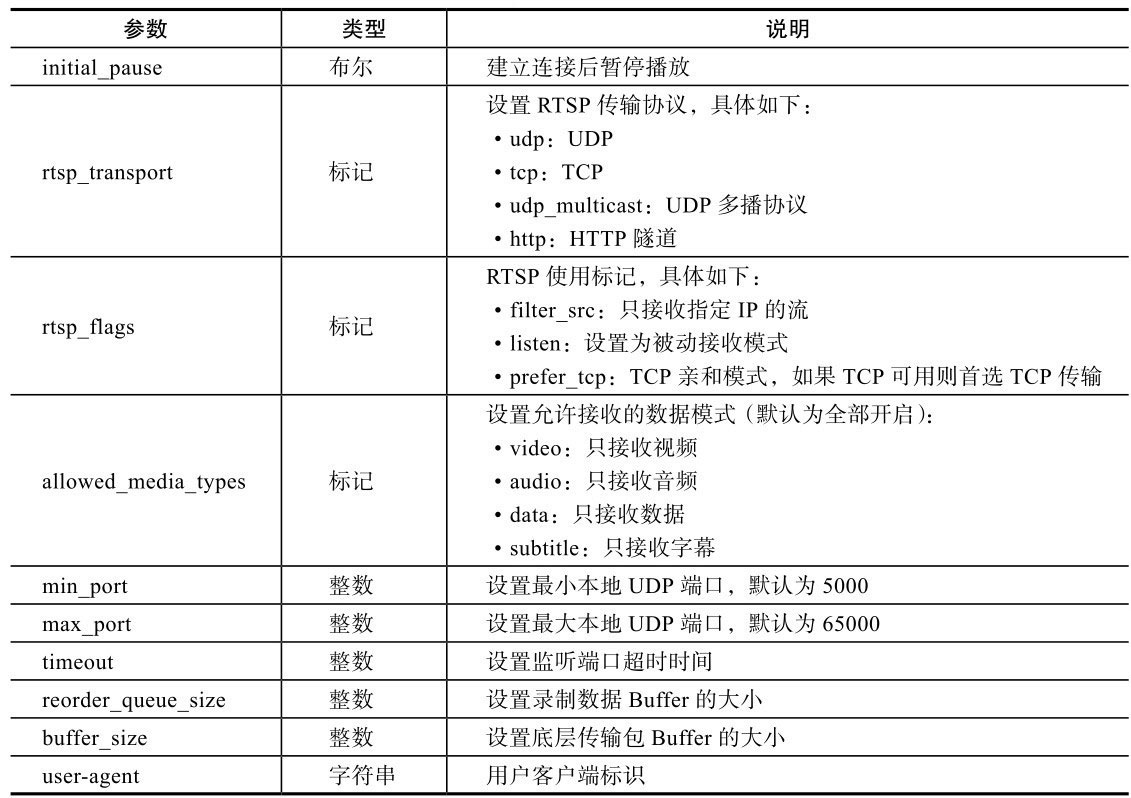 参数 类型 说明
initial_pause 布尔 建立连接后暂停播放
设置 RTSP 传输协议，具体如下：
·udp：UDP
rtsp_transport 标记 ·tcp：TCP
·udp_multicast：UDP 多播协议
·http：HTTP 隧道
RTSP 使用标记，具体如下：
·filter_src：只接收指定 IP 的流
rtsp_flags 标记
·listen：设置为被动接收模式
·prefer_tcp：TCP 亲和模式，如果 TCP 可用则首选 TCP 传输
设置允许接收的数据模式（默认为全部开启）：
·video：只接收视频
allowed_media_types 标记 ·audio：只接收音频
·data：只接收数据
·subtitle：只接收字幕
min_port 整数 设置最小本地 UDP 端口，默认为 5000
max_port 整数 设置最大本地 UDP 端口，默认为 65000
timeout 整数 设置监听端口超时时间
reorder_queue_size 整数 设置录制数据 Buffer 的大小
buffer_size 整数 设置底层传输包 Buffer 的大小
user-agent 字符串 用户客户端标识